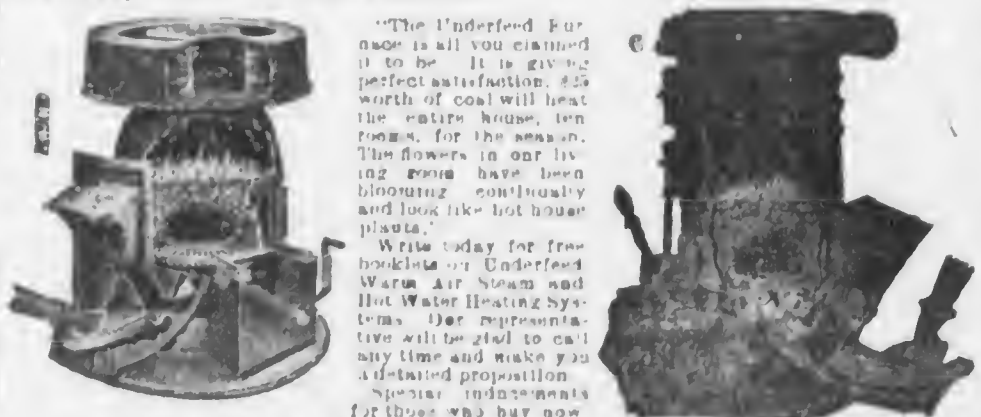 "The Underfeed Fur-
nace is all you claimed
it to be. It is giving
perfect satisfaction. $25
worth of coal will heat
the entire house, ten
rooms, for the season.
The flowers in our liv-
ing room have been
blooming continually
and look like hot house
plants."
Write today for free
booklets on Underfeed
Warm Air Steam and
Hot Water Heating Sys-
tems. Our representa-
tive will be glad to call
any time and make you
a detailed proposition
Special inducements
for those who buy now